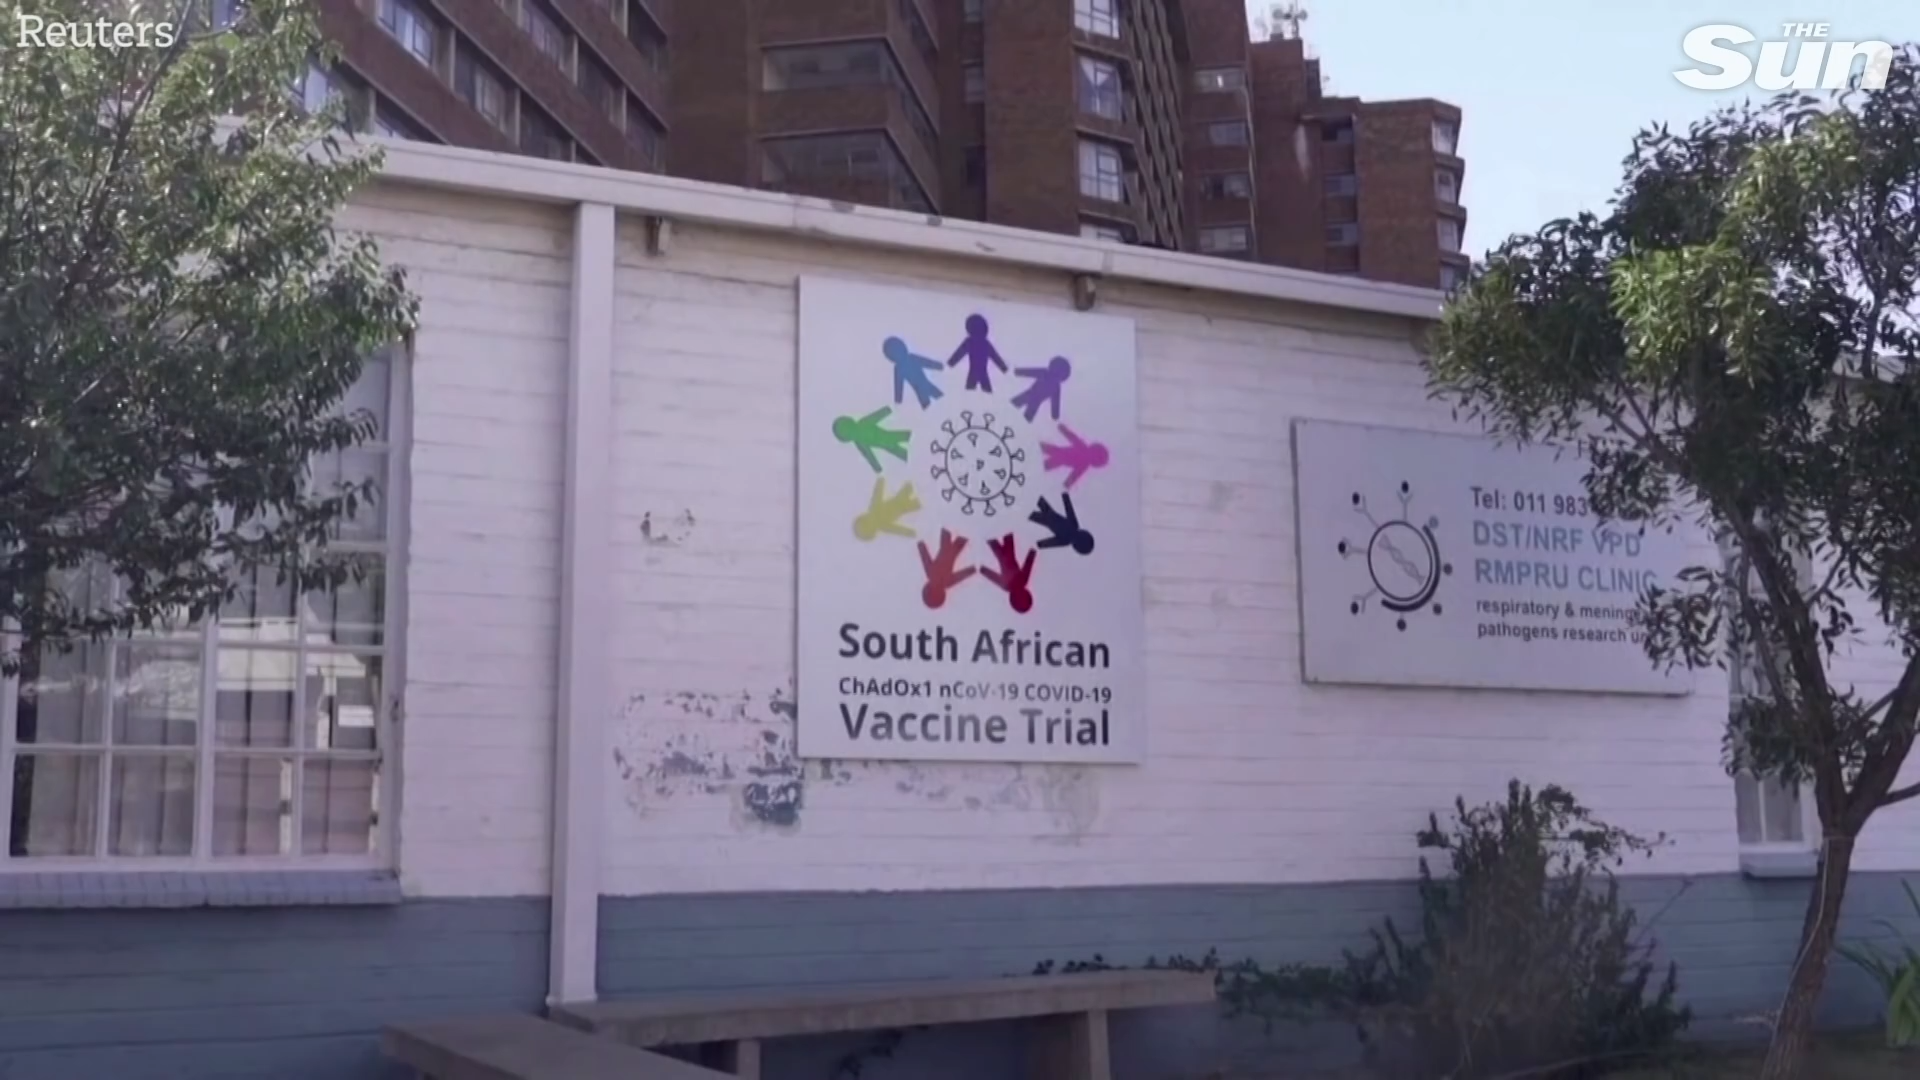 Reuters
THE
Sun
South African
ChAdOx1 nCoV-19 COVID-19
Vaccine Trial
Tel: 011 983
DST/NRF VPD
RMPRU CLINIC
respiratory &
pathogens research